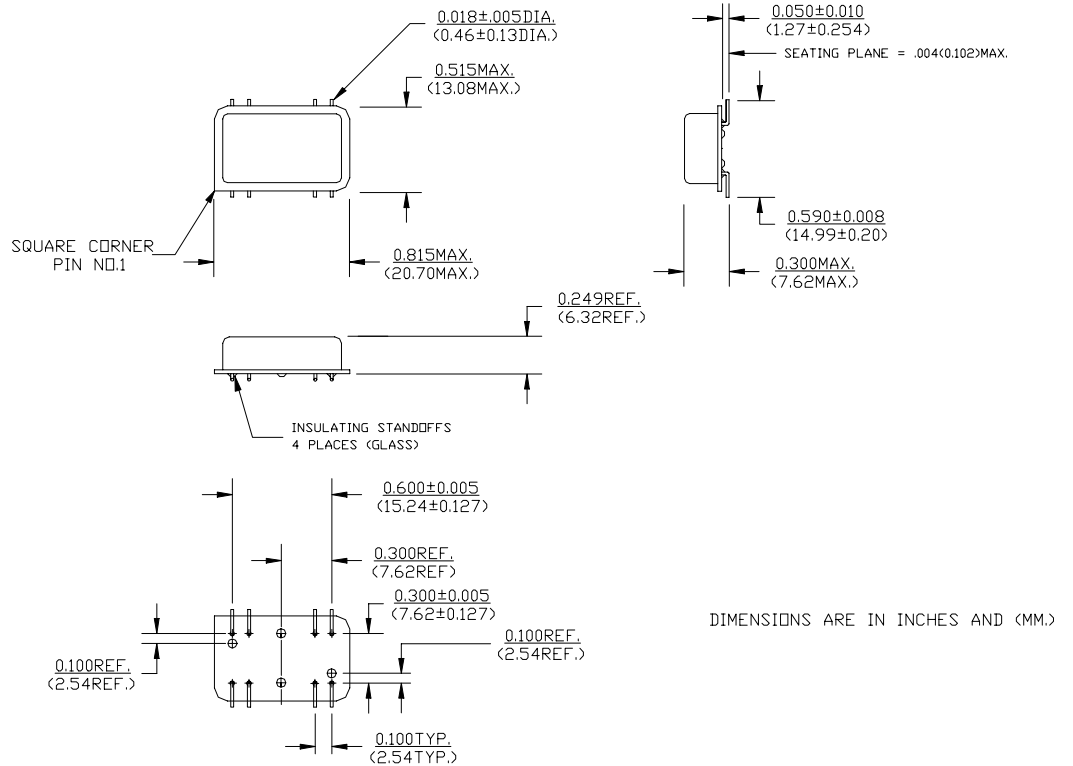 0.018±.005DIA.
(0.46±0.13DIA.)
0.515MAX.
(13.08MAX.)
0.050±0.010
(1.27±0.254)
SEATING PLANE = .004(0.102)MAX.
SQUARE CORNER
PIN NO.1
0.815MAX.
(20.70MAX.)
0.590±0.008
(14.99±0.20)
0.300MAX.
(7.62MAX.)
0.249REF.
(6.32REF.)
INSULATING STANDOFFS
4 PLACES (GLASS)
0.600±0.005
(15.24±0.127)
0.300REF.
(7.62REF)
0.300±0.005
(7.62±0.127)
0.100REF.
(2.54REF.)
0.100REF.
(2.54REF.)
0.100TYP.
(2.54TYP.)
DIMENSIONS ARE IN INCHES AND (MM.)